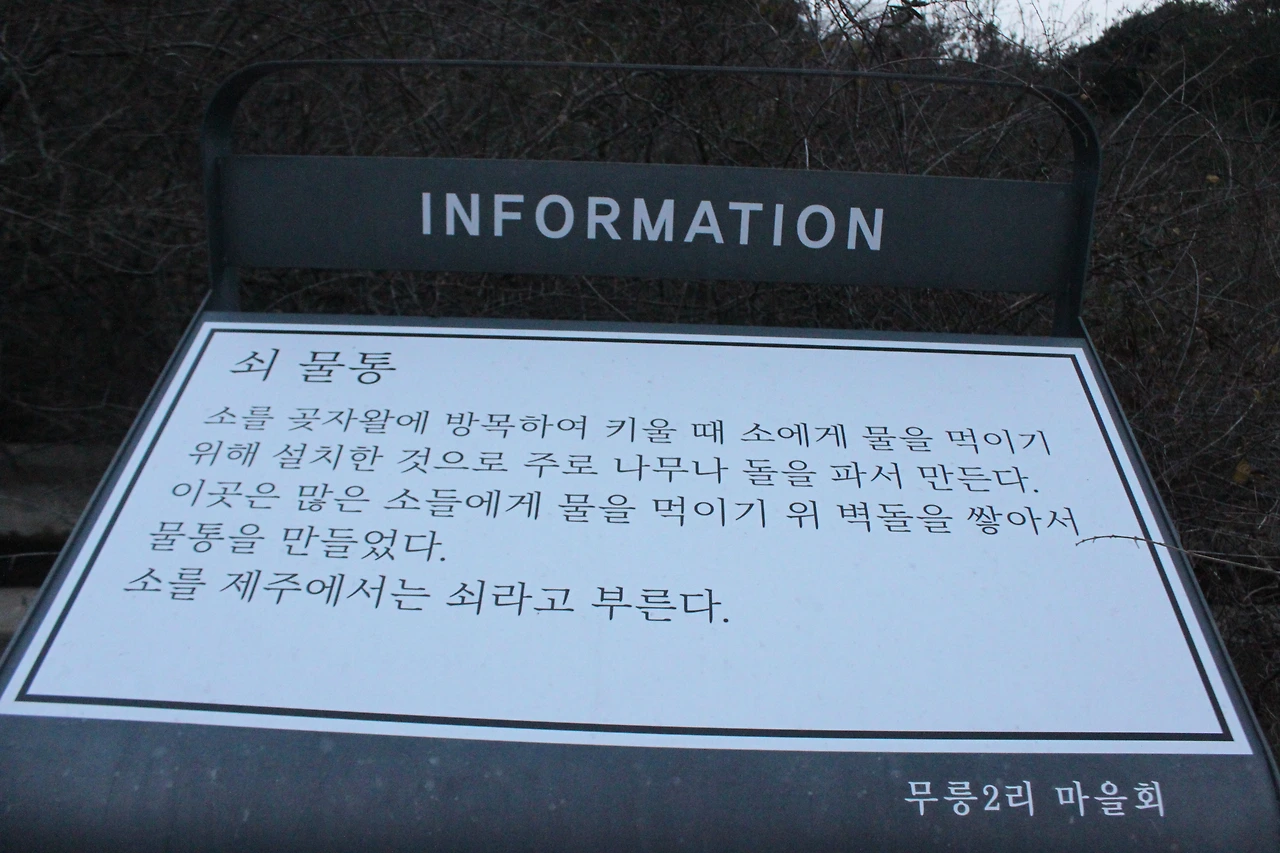 INFORMATION
쇠 물통
소를 곶자왈에 방목하여 키울 때 소에게 물을 먹이기
위해 설치한 것으로 주로 나무나 돌을 파서 만든다.
이곳은 많은 소들에게 물을 먹이기 위 벽돌을 쌓아서
물통을 만들었다.
소를 제주에서는 쇠라고 부른다.
무릉2리 마을회